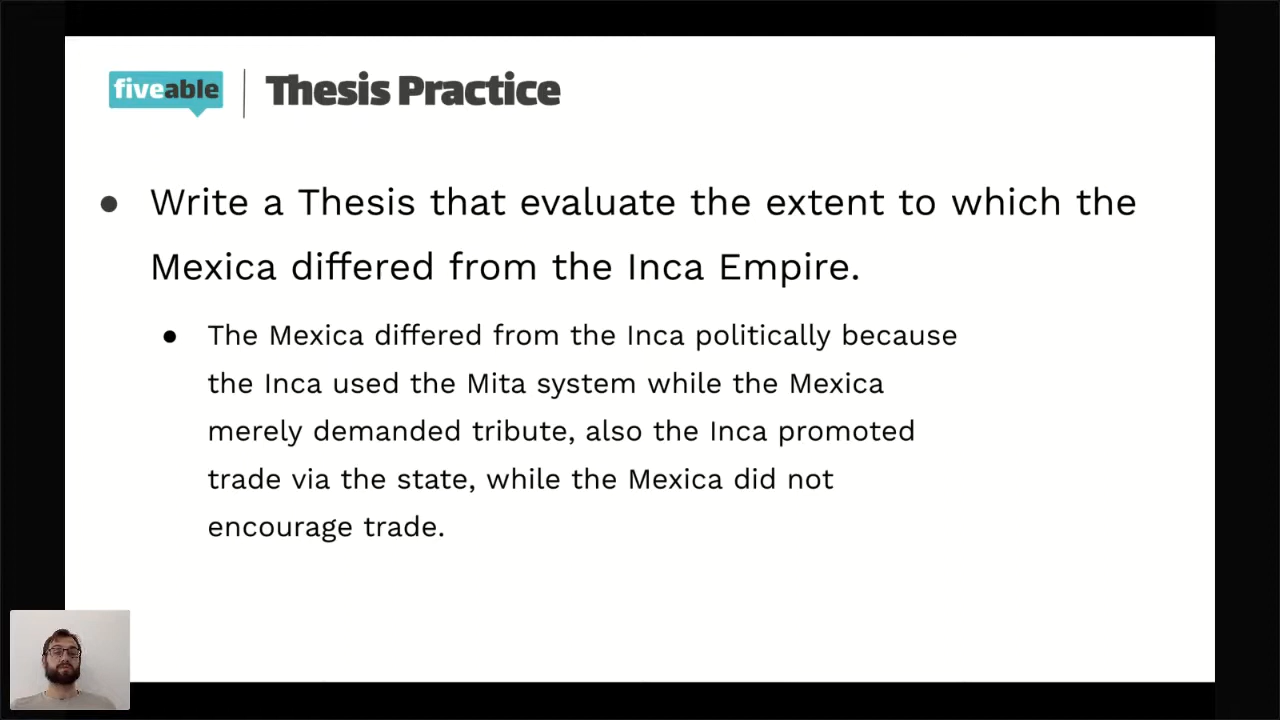 fiveable | Thesis Practice
● Write a Thesis that evaluate the extent to which the
Mexica differed from the Inca Empire.
● The Mexica differed from the Inca politically because
the Inca used the Mita system while the Mexica
merely demanded tribute, also the Inca promoted
trade via the state, while the Mexica did not
encourage trade.